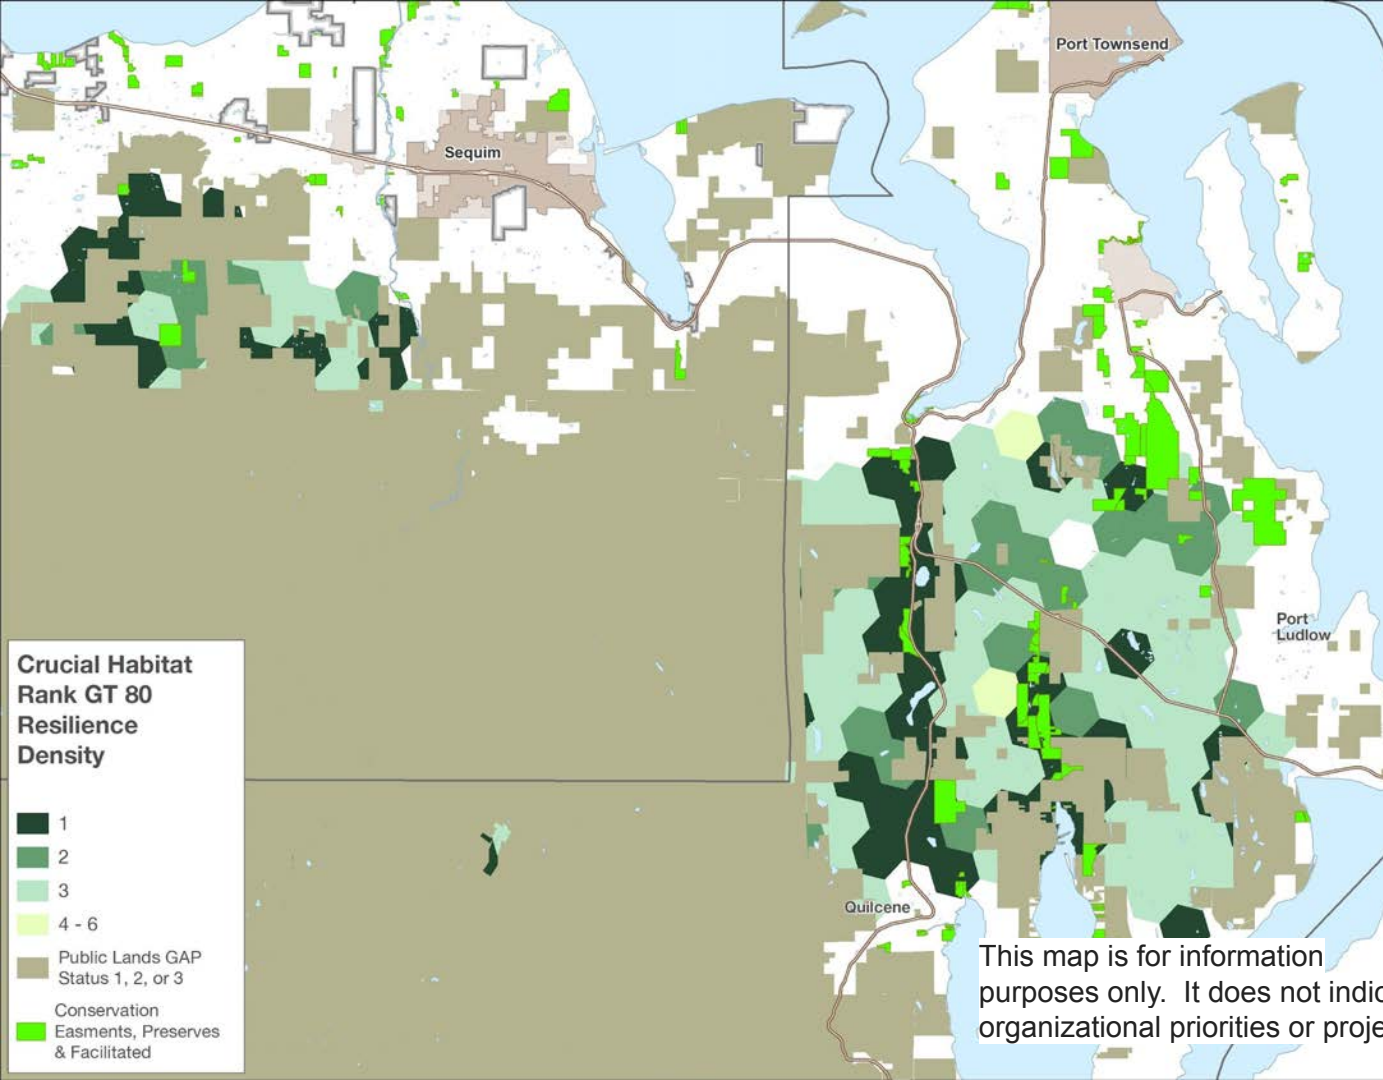 Port Townsend
Sequim
Port
Ludlow
Crucial Habitat
Rank GT 80
Resilience
Density
1
2
3
4 - 6
Public Lands GAP
Status 1, 2, or 3
Conservation
Easments, Preserves
& Facilitated
Quilcene
This map is for information
purposes only. It does not indic
organizational priorities or proje